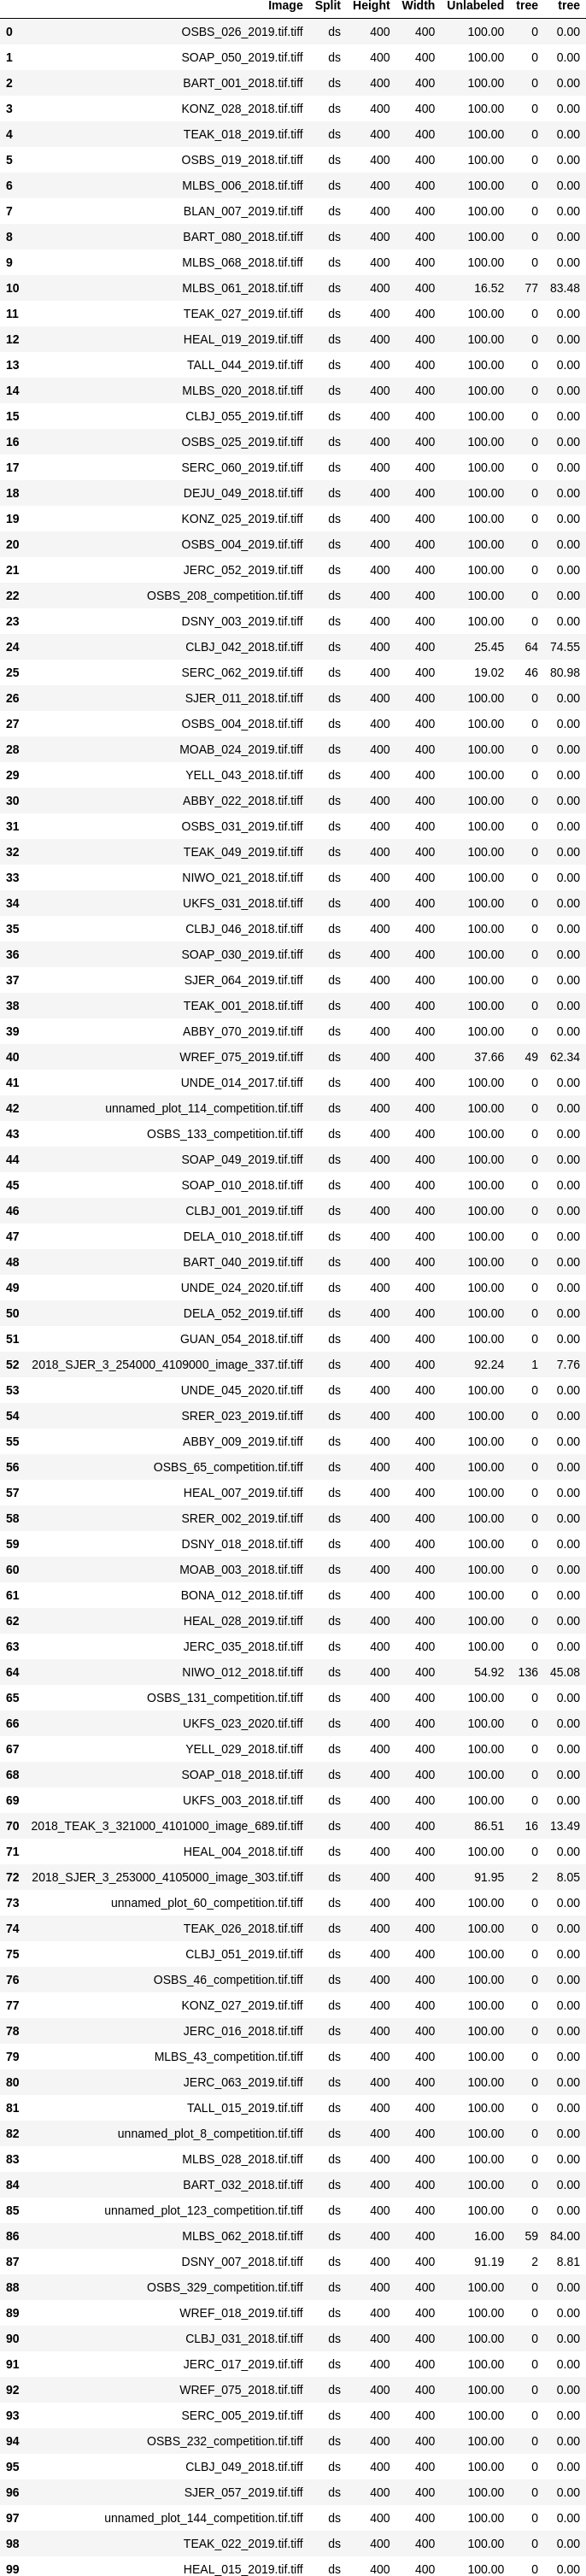 Image Split Height Width Unlabeled tree tree
0 OSBS_026_2019.tif.tiff ds 400 400 100.00 0 0.00
1 SOAP_050_2019.tif.tiff ds 400 400 100.00 0 0.00
2 BART_001_2018.tif.tiff ds 400 400 100.00 0 0.00
3 KONZ_028_2018.tif.tiff ds 400 400 100.00 0 0.00
4 TEAK_018_2019.tif.tiff ds 400 400 100.00 0 0.00
5 OSBS_019_2018.tif.tiff ds 400 400 100.00 0 0.00
6 MLBS_006_2018.tif.tiff ds 400 400 100.00 0 0.00
7 BLAN_007_2019.tif.tiff ds 400 400 100.00 0 0.00
8 BART_080_2018.tif.tiff ds 400 400 100.00 0 0.00
9 MLBS_068_2018.tif.tiff ds 400 400 100.00 0 0.00
10 MLBS_061_2018.tif.tiff ds 400 400 16.52 77 83.48
11 TEAK_027_2019.tif.tiff ds 400 400 100.00 0 0.00
12 HEAL_019_2019.tif.tiff ds 400 400 100.00 0 0.00
13 TALL_044_2019.tif.tiff ds 400 400 100.00 0 0.00
14 MLBS_020_2018.tif.tiff ds 400 400 100.00 0 0.00
15 CLBJ_055_2019.tif.tiff ds 400 400 100.00 0 0.00
16 OSBS_025_2019.tif.tiff ds 400 400 100.00 0 0.00
17 SERC_060_2019.tif.tiff ds 400 400 100.00 0 0.00
18 DEJU_049_2018.tif.tiff ds 400 400 100.00 0 0.00
19 KONZ_025_2019.tif.tiff ds 400 400 100.00 0 0.00
20 OSBS_004_2019.tif.tiff ds 400 400 100.00 0 0.00
21 JERC_052_2019.tif.tiff ds 400 400 100.00 0 0.00
22 OSBS_208_competition.tif.tiff ds 400 400 100.00 0 0.00
23 DSNY_003_2019.tif.tiff ds 400 400 100.00 0 0.00
24 CLBJ_042_2018.tif.tiff ds 400 400 25.45 64 74.55
25 SERC_062_2019.tif.tiff ds 400 400 19.02 46 80.98
26 SJER_011_2018.tif.tiff ds 400 400 100.00 0 0.00
27 OSBS_004_2018.tif.tiff ds 400 400 100.00 0 0.00
28 MOAB_024_2019.tif.tiff ds 400 400 100.00 0 0.00
29 YELL_043_2018.tif.tiff ds 400 400 100.00 0 0.00
30 ABBY_022_2018.tif.tiff ds 400 400 100.00 0 0.00
31 OSBS_031_2019.tif.tiff ds 400 400 100.00 0 0.00
32 TEAK_049_2019.tif.tiff ds 400 400 100.00 0 0.00
33 NIWO_021_2018.tif.tiff ds 400 400 100.00 0 0.00
34 UKFS_031_2018.tif.tiff ds 400 400 100.00 0 0.00
35 CLBJ_046_2018.tif.tiff ds 400 400 100.00 0 0.00
36 SOAP_030_2019.tif.tiff ds 400 400 100.00 0 0.00
37 SJER_064_2019.tif.tiff ds 400 400 100.00 0 0.00
38 TEAK_001_2018.tif.tiff ds 400 400 100.00 0 0.00
39 ABBY_070_2019.tif.tiff ds 400 400 100.00 0 0.00
40 WREF_075_2019.tif.tiff ds 400 400 37.66 49 62.34
41 UNDE_014_2017.tif.tiff ds 400 400 100.00 0 0.00
42 unnamed_plot_114_competition.tif.tiff ds 400 400 100.00 0 0.00
43 OSBS_133_competition.tif.tiff ds 400 400 100.00 0 0.00
44 SOAP_049_2019.tif.tiff ds 400 400 100.00 0 0.00
45 SOAP_010_2018.tif.tiff ds 400 400 100.00 0 0.00
46 CLBJ_001_2019.tif.tiff ds 400 400 100.00 0 0.00
47 DELA_010_2018.tif.tiff ds 400 400 100.00 0 0.00
48 BART_040_2019.tif.tiff ds 400 400 100.00 0 0.00
49 UNDE_024_2020.tif.tiff ds 400 400 100.00 0 0.00
50 DELA_052_2019.tif.tiff ds 400 400 100.00 0 0.00
51 GUAN_054_2018.tif.tiff ds 400 400 100.00 0 0.00
52 2018_SJER_3_254000_4109000_image_337.tif.tiff ds 400 400 92.24 1 7.76
53 UNDE_045_2020.tif.tiff ds 400 400 100.00 0 0.00
54 SRER_023_2019.tif.tiff ds 400 400 100.00 0 0.00
55 ABBY_009_2019.tif.tiff ds 400 400 100.00 0 0.00
56 OSBS_65_competition.tif.tiff ds 400 400 100.00 0 0.00
57 HEAL_007_2019.tif.tiff ds 400 400 100.00 0 0.00
58 SRER_002_2019.tif.tiff ds 400 400 100.00 0 0.00
59 DSNY_018_2018.tif.tiff ds 400 400 100.00 0 0.00
60 MOAB_003_2018.tif.tiff ds 400 400 100.00 0 0.00
61 BONA_012_2018.tif.tiff ds 400 400 100.00 0 0.00
62 HEAL_028_2019.tif.tiff ds 400 400 100.00 0 0.00
63 JERC_035_2018.tif.tiff ds 400 400 100.00 0 0.00
64 NIWO_012_2018.tif.tiff ds 400 400 54.92 136 45.08
65 OSBS_131_competition.tif.tiff ds 400 400 100.00 0 0.00
66 UKFS_023_2020.tif.tiff ds 400 400 100.00 0 0.00
67 YELL_029_2018.tif.tiff ds 400 400 100.00 0 0.00
68 SOAP_018_2018.tif.tiff ds 400 400 100.00 0 0.00
69 UKFS_003_2018.tif.tiff ds 400 400 100.00 0 0.00
70 2018_TEAK_3_321000_4101000_image_689.tif.tiff ds 400 400 86.51 16 13.49
71 HEAL_004_2018.tif.tiff ds 400 400 100.00 0 0.00
72 2018_SJER_3_253000_4105000_image_303.tif.tiff ds 400 400 91.95 2 8.05
73 unnamed_plot_60_competition.tif.tiff ds 400 400 100.00 0 0.00
74 TEAK_026_2018.tif.tiff ds 400 400 100.00 0 0.00
75 CLBJ_051_2019.tif.tiff ds 400 400 100.00 0 0.00
76 OSBS_46_competition.tif.tiff ds 400 400 100.00 0 0.00
77 KONZ_027_2019.tif.tiff ds 400 400 100.00 0 0.00
78 JERC_016_2018.tif.tiff ds 400 400 100.00 0 0.00
79 MLBS_43_competition.tif.tiff ds 400 400 100.00 0 0.00
80 JERC_063_2019.tif.tiff ds 400 400 100.00 0 0.00
81 TALL_015_2019.tif.tiff ds 400 400 100.00 0 0.00
82 unnamed_plot_8_competition.tif.tiff ds 400 400 100.00 0 0.00
83 MLBS_028_2018.tif.tiff ds 400 400 100.00 0 0.00
84 BART_032_2018.tif.tiff ds 400 400 100.00 0 0.00
85 unnamed_plot_123_competition.tif.tiff ds 400 400 100.00 0 0.00
86 MLBS_062_2018.tif.tiff ds 400 400 16.00 59 84.00
87 DSNY_007_2018.tif.tiff ds 400 400 91.19 2 8.81
88 OSBS_329_competition.tif.tiff ds 400 400 100.00 0 0.00
89 WREF_018_2019.tif.tiff ds 400 400 100.00 0 0.00
90 CLBJ_031_2018.tif.tiff ds 400 400 100.00 0 0.00
91 JERC_017_2019.tif.tiff ds 400 400 100.00 0 0.00
92 WREF_075_2018.tif.tiff ds 400 400 100.00 0 0.00
93 SERC_005_2019.tif.tiff ds 400 400 100.00 0 0.00
94 OSBS_232_competition.tif.tiff ds 400 400 100.00 0 0.00
95 CLBJ_049_2018.tif.tiff ds 400 400 100.00 0 0.00
96 SJER_057_2019.tif.tiff ds 400 400 100.00 0 0.00
97 unnamed_plot_144_competition.tif.tiff ds 400 400 100.00 0 0.00
98 TEAK_022_2019.tif.tiff ds 400 400 100.00 0 0.00
99 HEAL_015_2019.tif.tiff ds 400 400 100.00 0 0.00